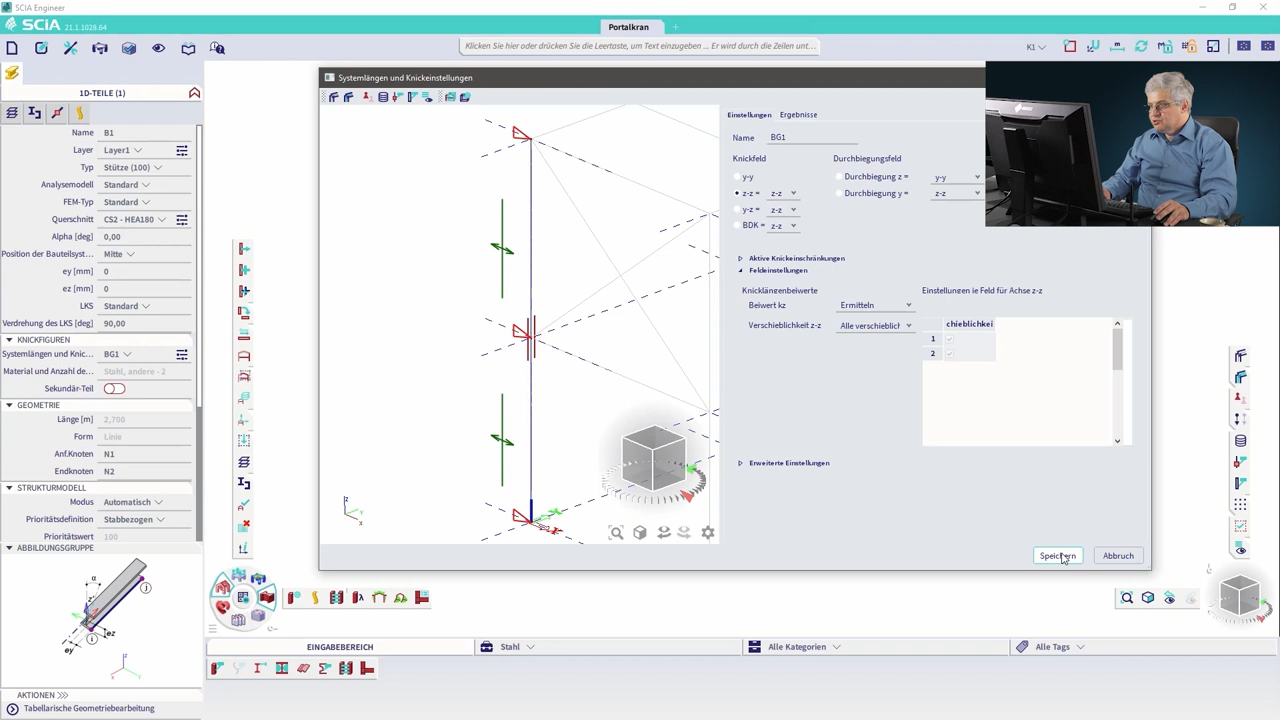 SCIA Engineer
SCIA 21.1.1028.64
Portalkran
Klicken Sie hier oder drücken Sie die Leertaste, um Text einzugeben ... Er wird durch die Zeilen unt...
K1
1D-TEILE (1)
Name B1
Layer Layer1
Typ Stütze (100)
Analysemodell Standard
FEM-Typ Standard
Querschnitt CS2 - HEA180
Alpha [deg] 0,00
Position der Bauteilsyst... Mitte
ey [mm] 0
ez [mm] 0
LKS Standard
Verdrehung des LKS [deg] 90,00
KNICKFIGUREN
Systemlängen und Knic... BG1
Material und Anzahl de... Stahl, andere - 2
Sekundär-Teil
GEOMETRIE
Länge [m] 2,700
Form Linie
Anf.Knoten N1
Endknoten N2
STRUKTURMODELL
Modus Automatisch
Prioritätsdefinition Stabbezogen
Prioritätswert 100
ABBILDUNGSGRUPPE
α
j
i
ez
ey
z
x
y
AKTIONEN >>>
Tabellarische Geometriebearbeitung
Systemlängen und Knickeinstellungen
Einstellungen Ergebnisse
Name BG1
Knickfeld Durchbiegungsfeld
y-y Durchbiegung z = y-y
z-z = z-z Durchbiegung y = z-z
y-z = z-z
BDK = z-z
Aktive Knickeinschränkungen
Feldeinstellungen
Knicklängenbeiwerte Einstellungen ie Feld für Achse z-z
Beiwert kz Ermitteln
Verschieblichkeit z-z Alle verschieblich
chieblichkei
1
2
Erweiterte Einstellungen
Speichern Abbruch
z
y
x
EINGABEBEREICH Stahl Alle Kategorien Alle Tags